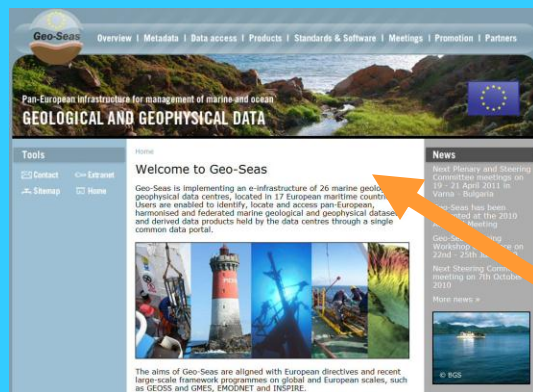 Geo-Seas
Overview | Metadata | Data access | Products | Standards & Software | Meetings | Promotion | Partners
Pan-European infrastructure for management of marine and ocean
GEOLOGICAL AND GEOPHYSICAL DATA
Tools
Contact
Extranet
Sitemap
Home
Home
Welcome to Geo-Seas
Geo-Seas is implementing an e-infrastructure of 26 marine
geophysical data centres, located in 17 European maritime
Users are enabled to identify, locate and access pan-European,
harmonised and federated marine geological and geophysical
and derived data products held by the data centres through a single
common data portal.
The aims of Geo-Seas are aligned with European directives and recent
large-scale framework programmes on global and European scales, such
as GEOSS and GMES, EMODNET and INSPIRE.
News
Next Plenary and Steering
Committee meetings on
19 - 21 April 2011 in
Varna - Bulgaria
Geo-Seas has been
at the 2010
Meeting
Workshop
22nd - 25th
Next Steering
meeting on 7th
2010
More news »
© BGS